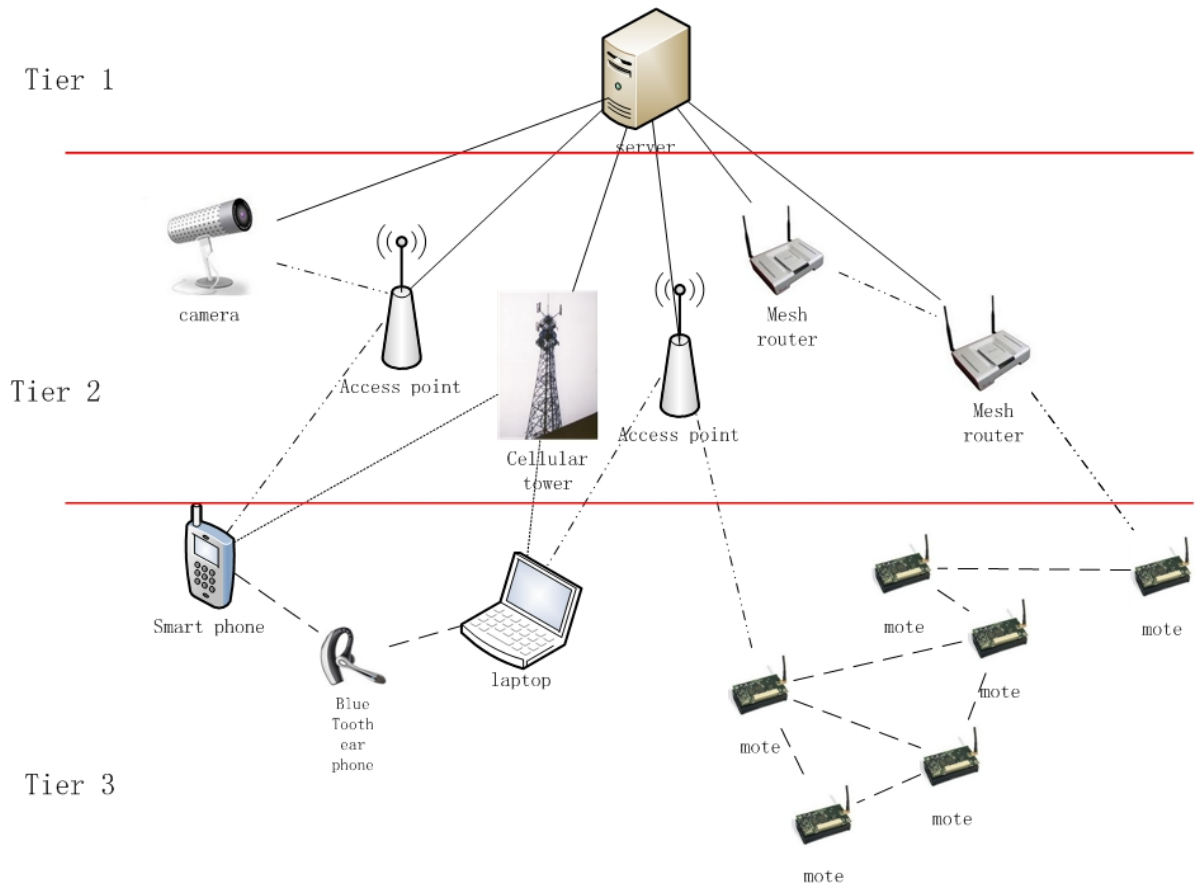 Tier 1
server
camera
Access point
Mesh
router
Tier 2
Access point
Cellular
tower
Mesh
router
Smart phone
laptop
Blue
Tooth
ear
phone
mote
mote
mote
mote
mote
mote
Tier 3